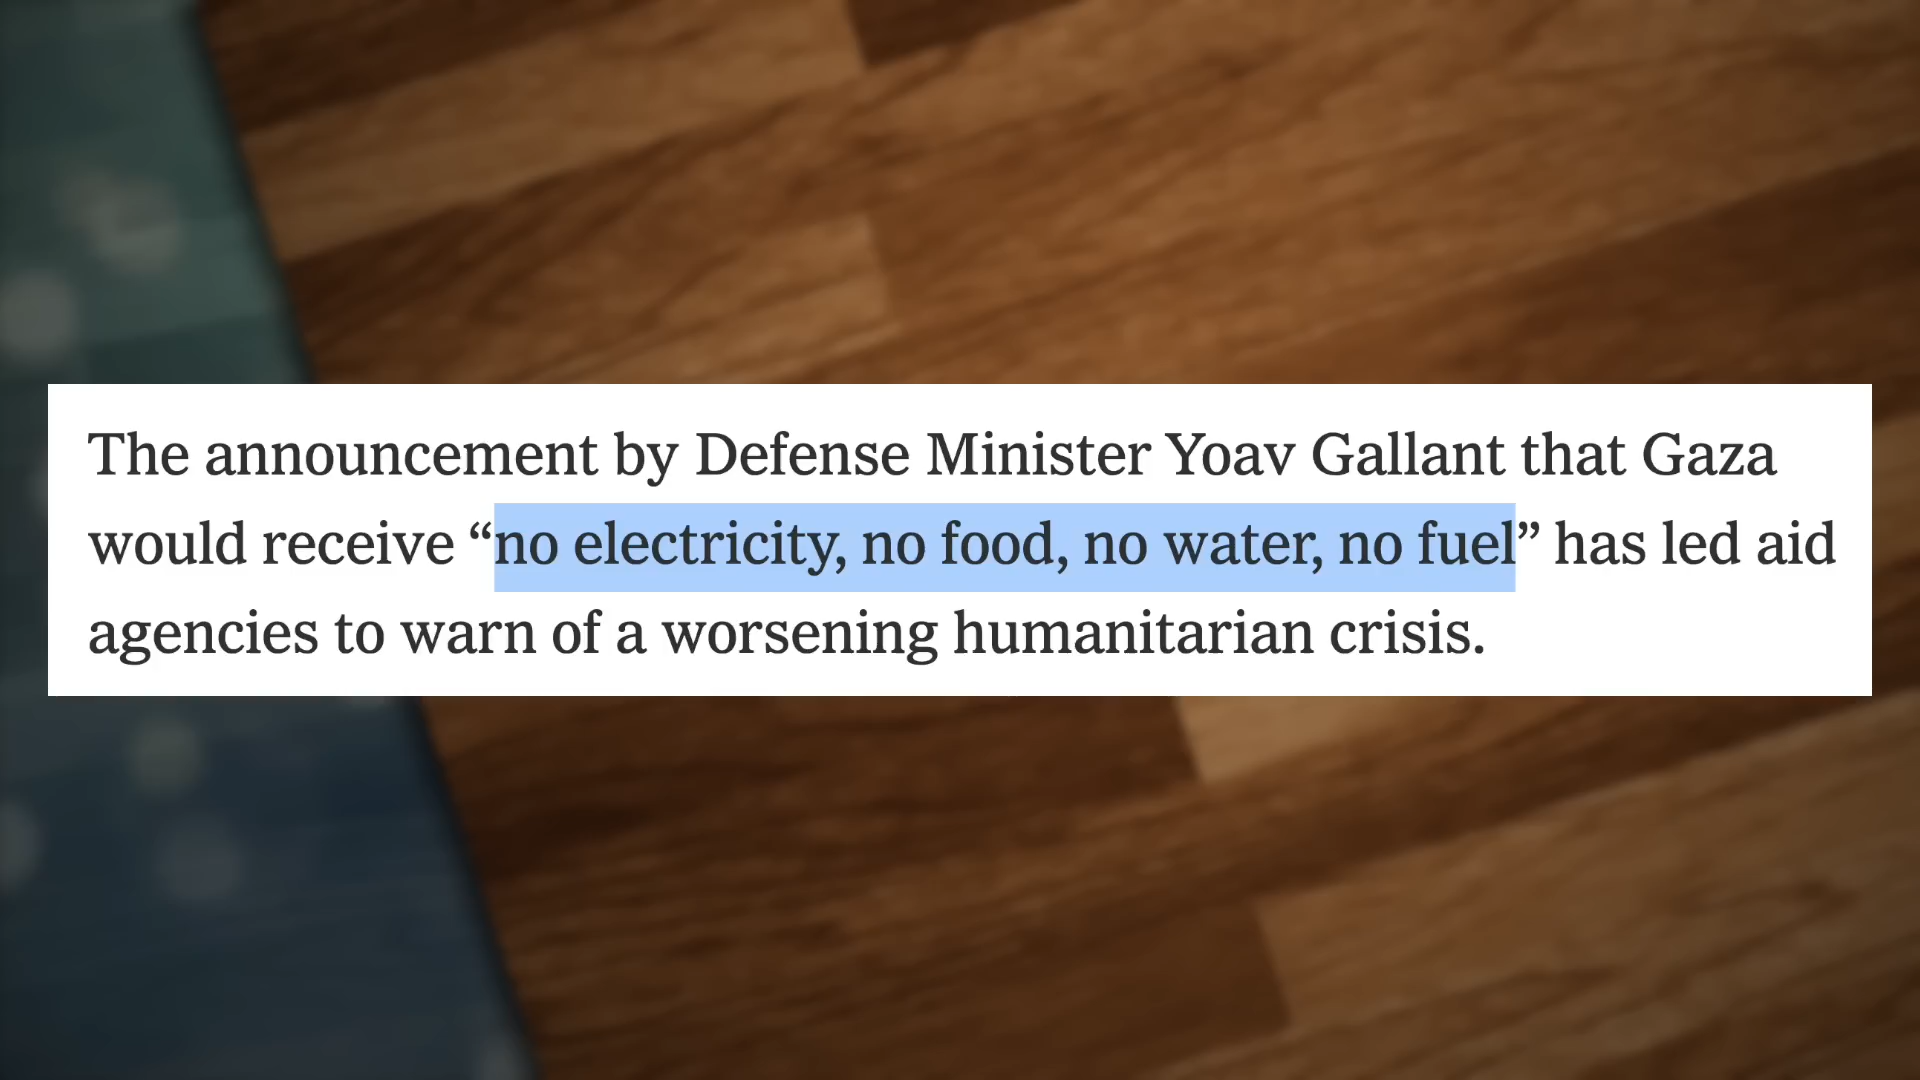 The announcement by Defense Minister Yoav Gallant that Gaza
would receive “no electricity, no food, no water, no fuel” has led aid
agencies to warn of a worsening humanitarian crisis.